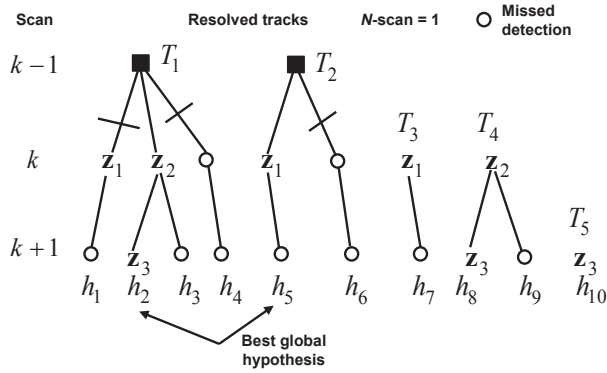 Scan Resolved tracks N-scan = 1 Missed detection
k − 1 T₁ T₂
T₃ T₄
k z₁ z₂ z₁ z₁ z₂
T₅
k + 1 z₃ z₃ z₃
h₁ h₂ h₃ h₄ h₅ h₆ h₇ h₈ h₉ h₁₀
Best global
hypothesis